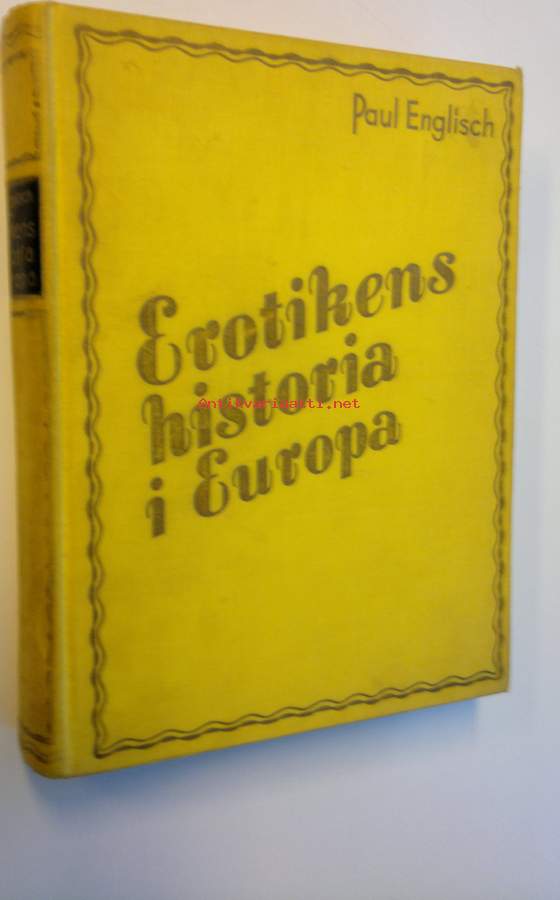 Paul Englisch
Erotikens
historia
Antikvariaatti.net
i Europa